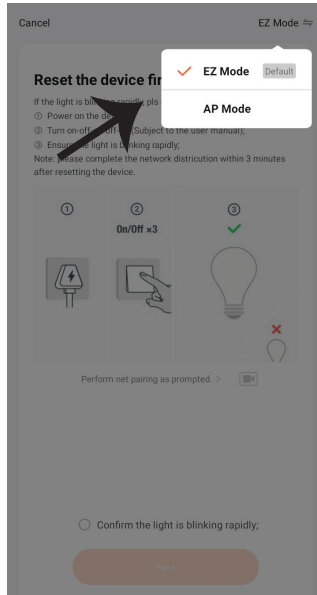 Cancel
EZ Mode
EZ Mode Default
AP Mode
Reset the device fir
If the light is blinking rapidly, pls
① Power on the de
② Turn on-off (Subject to the user manual);
③ Ensure light is blinking rapidly;
Note: please complete the network districution within 3 minutes
after resetting the device.
① ② ③
On/Off ×3
Perform net pairing as prompted. >
Confirm the light is blinking rapidly;
Next